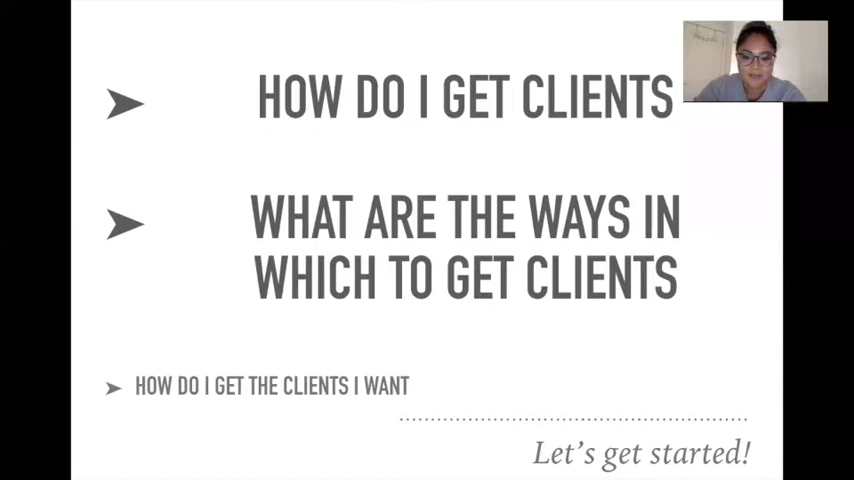 HOW DO I GET CLIENTS
WHAT ARE THE WAYS IN
WHICH TO GET CLIENTS
HOW DO I GET THE CLIENTS I WANT
Let's get started!